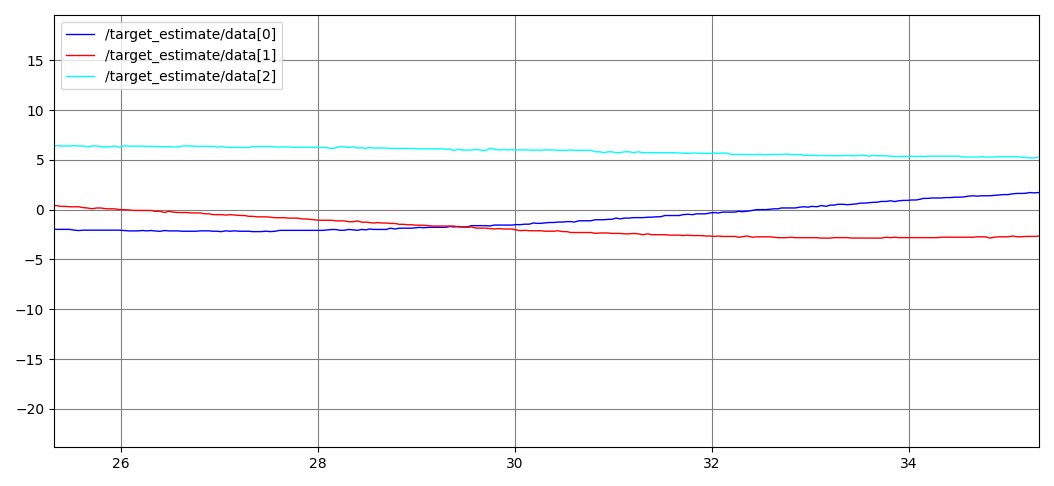 /target_estimate/data[0]
/target_estimate/data[1]
/target_estimate/data[2]
15
10
5
0
−5
−10
−15
−20
26 28 30 32 34